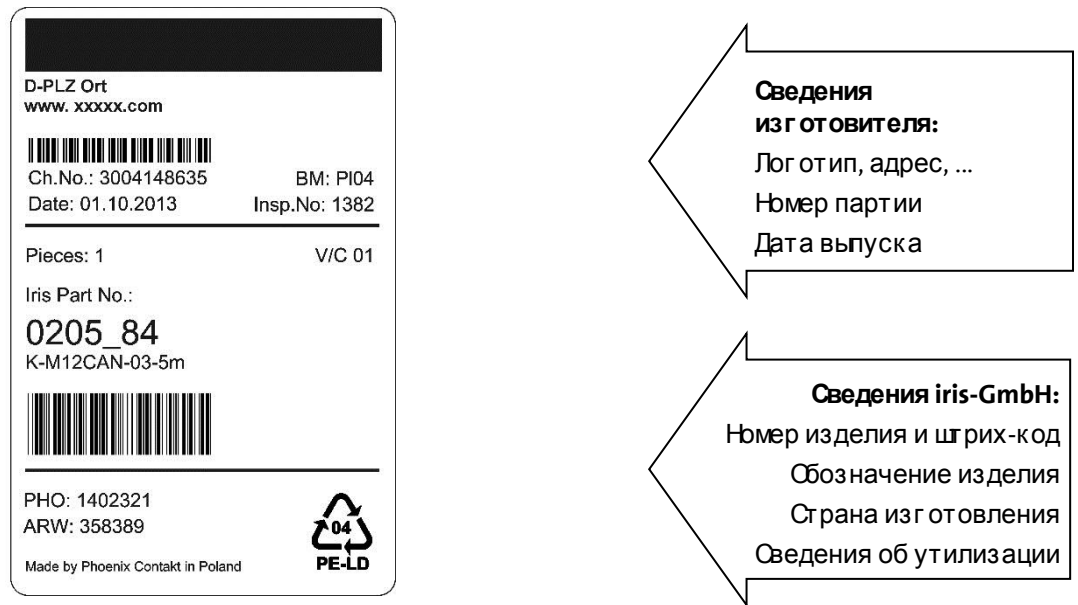 D-PLZ Ort
www. xxxxx.com
Ch.No.: 3004148635 BM: PI04
Date: 01.10.2013 Insp.No: 1382
Pieces: 1 V/C 01
Iris Part No.:
0205_84
K-M12CAN-03-5m
PHO: 1402321
ARW: 358389
04
PE-LD
Made by Phoenix Contakt in Poland
Сведения
изготовителя:
Логотип, адрес, ...
Номер партии
Дата выпуска
Сведения iris-GmbH:
Номер изделия и штрих-код
Обозначение изделия
Страна изготовления
Сведения об утилизации